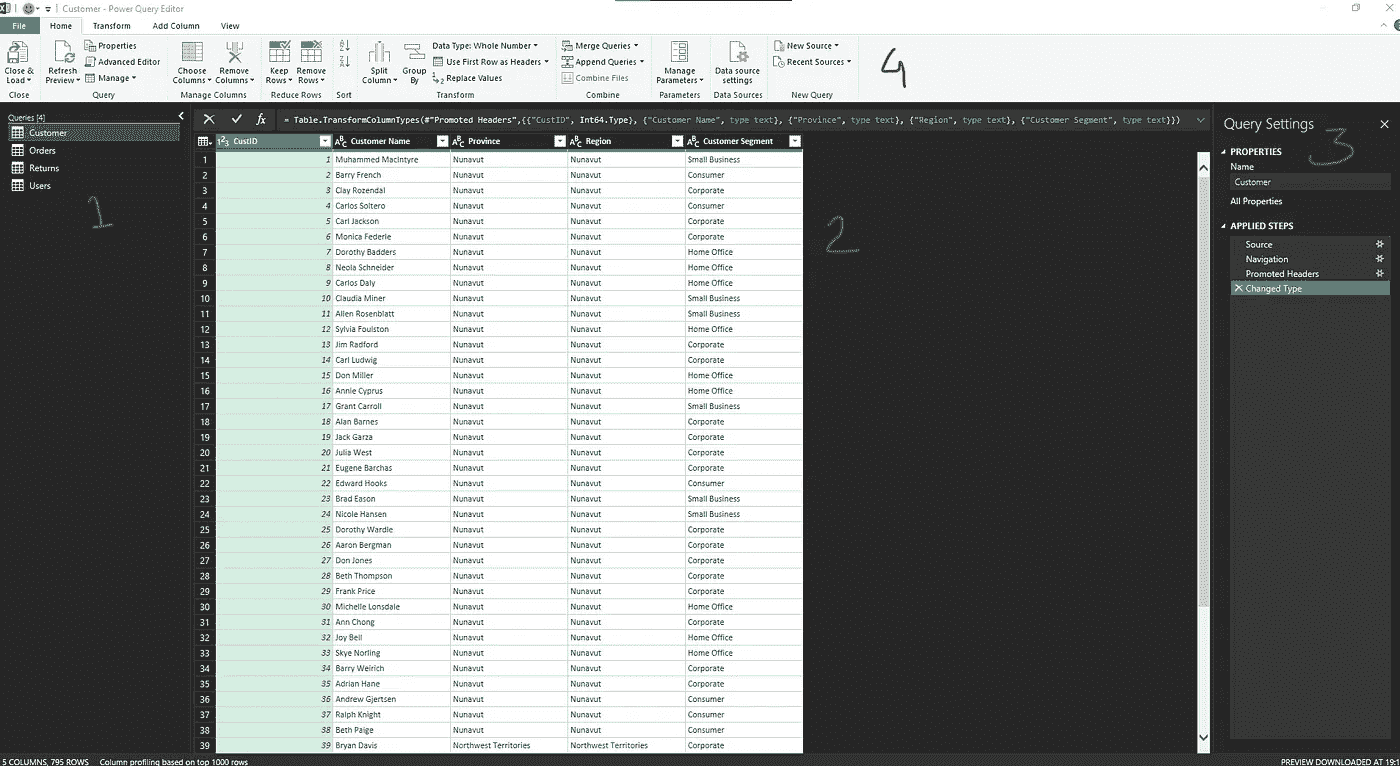 Customer - Power Query Editor
File Home Transform Add Column View
Close & Load
Close
Refresh Preview
Properties
Advanced Editor
Manage
Query
Choose Columns
Remove Columns
Manage Columns
Keep Rows
Remove Rows
Reduce Rows
Sort
Split Column
Group By
Data Type: Whole Number
Use First Row as Headers
Replace Values
Transform
Merge Queries
Append Queries
Combine Files
Combine
Manage Parameters
Parameters
Data source settings
Data Sources
New Source
Recent Sources
New Query
4
Queries [4]
Customer
Orders
Returns
Users
1
= Table.TransformColumnTypes(#"Promoted Headers",{{"CustID", Int64.Type}, {"Customer Name", type text}, {"Province", type text}, {"Region", type text}, {"Customer Segment", type text}})
CustID Customer Name Province Region Customer Segment
1 1 Muhammed MacIntyre Nunavut Nunavut Small Business
2 2 Barry French Nunavut Nunavut Consumer
3 3 Clay Rozendal Nunavut Nunavut Corporate
4 4 Carlos Soltero Nunavut Nunavut Consumer
5 5 Carl Jackson Nunavut Nunavut Corporate
6 6 Monica Federle Nunavut Nunavut Corporate
7 7 Dorothy Badders Nunavut Nunavut Home Office
8 8 Neola Schneider Nunavut Nunavut Home Office
9 9 Carlos Daly Nunavut Nunavut Home Office
10 10 Claudia Miner Nunavut Nunavut Small Business
11 11 Allen Rosenblatt Nunavut Nunavut Small Business
12 12 Sylvia Foulston Nunavut Nunavut Home Office
13 13 Jim Radford Nunavut Nunavut Corporate
14 14 Carl Ludwig Nunavut Nunavut Corporate
15 15 Don Miller Nunavut Nunavut Home Office
16 16 Annie Cyprus Nunavut Nunavut Home Office
17 17 Grant Carroll Nunavut Nunavut Small Business
18 18 Alan Barnes Nunavut Nunavut Corporate
19 19 Jack Garza Nunavut Nunavut Corporate
20 20 Julia West Nunavut Nunavut Corporate
21 21 Eugene Barchas Nunavut Nunavut Corporate
22 22 Edward Hooks Nunavut Nunavut Consumer
23 23 Brad Eason Nunavut Nunavut Small Business
24 24 Nicole Hansen Nunavut Nunavut Small Business
25 25 Dorothy Wardle Nunavut Nunavut Corporate
26 26 Aaron Bergman Nunavut Nunavut Corporate
27 27 Don Jones Nunavut Nunavut Corporate
28 28 Beth Thompson Nunavut Nunavut Corporate
29 29 Frank Price Nunavut Nunavut Corporate
30 30 Michelle Lonsdale Nunavut Nunavut Home Office
31 31 Ann Chong Nunavut Nunavut Corporate
32 32 Joy Bell Nunavut Nunavut Home Office
33 33 Skye Norling Nunavut Nunavut Home Office
34 34 Barry Weirich Nunavut Nunavut Corporate
35 35 Adrian Hane Nunavut Nunavut Corporate
36 36 Andrew Gjertsen Nunavut Nunavut Consumer
37 37 Ralph Knight Nunavut Nunavut Consumer
38 38 Beth Paige Nunavut Nunavut Consumer
39 39 Bryan Davis Northwest Territories Northwest Territories Corporate
2
Query Settings
3
PROPERTIES
Name
Customer
All Properties
APPLIED STEPS
Source
Navigation
Promoted Headers
Changed Type
5 COLUMNS, 795 ROWS Column profiling based on top 1000 rows
PREVIEW DOWNLOADED AT 19:1